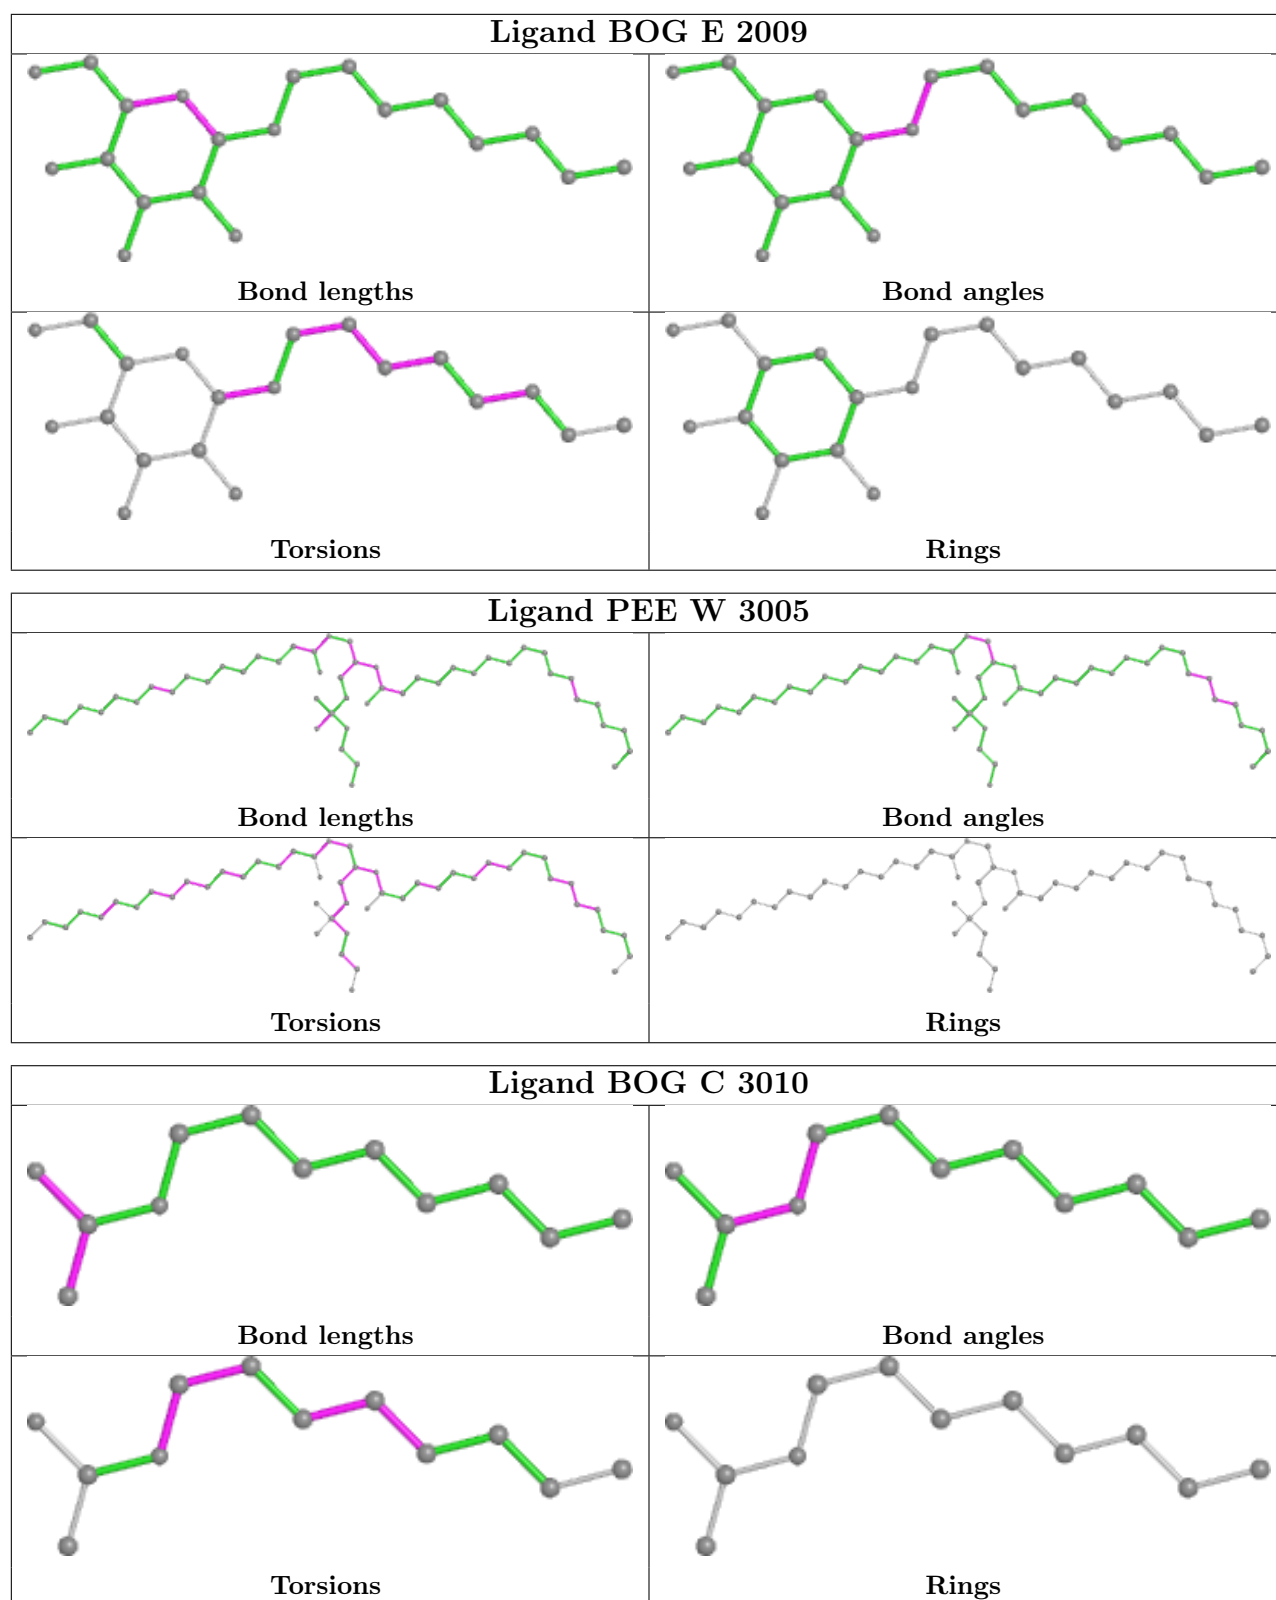 Ligand BOG E 2009
Bond lengths
Bond angles
Torsions
Rings
Ligand PEE W 3005
Bond lengths
Bond angles
Torsions
Rings
Ligand BOG C 3010
Bond lengths
Bond angles
Torsions
Rings